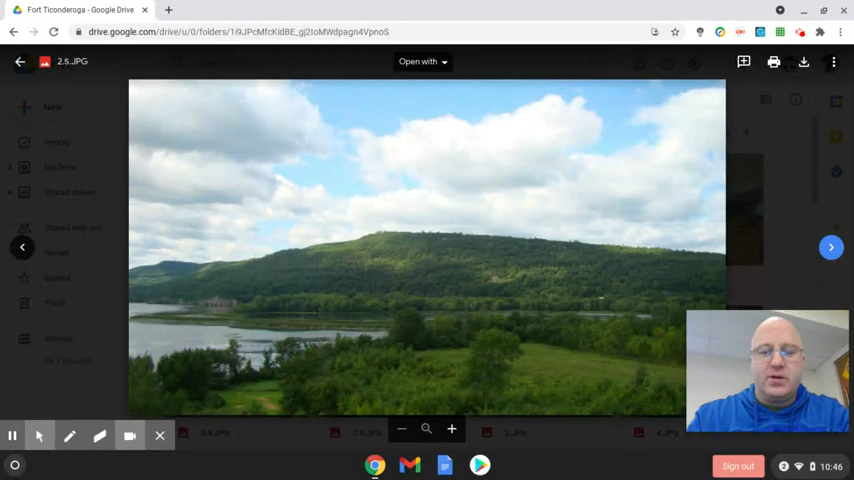 Fort Ticonderoga - Google Drive
drive.google.com/drive/u/0/folders/1i9JPcMfcKidBE_gj2IoMWdpagn4VpnoS
2.5.JPG
Open with
New
Priority
My Drive
Shared drives
Shared with me
Recent
Starred
Trash
Storage
2.4.JPG
2.5.JPG
3.JPG
4.JPG
Sign out
2
10:46